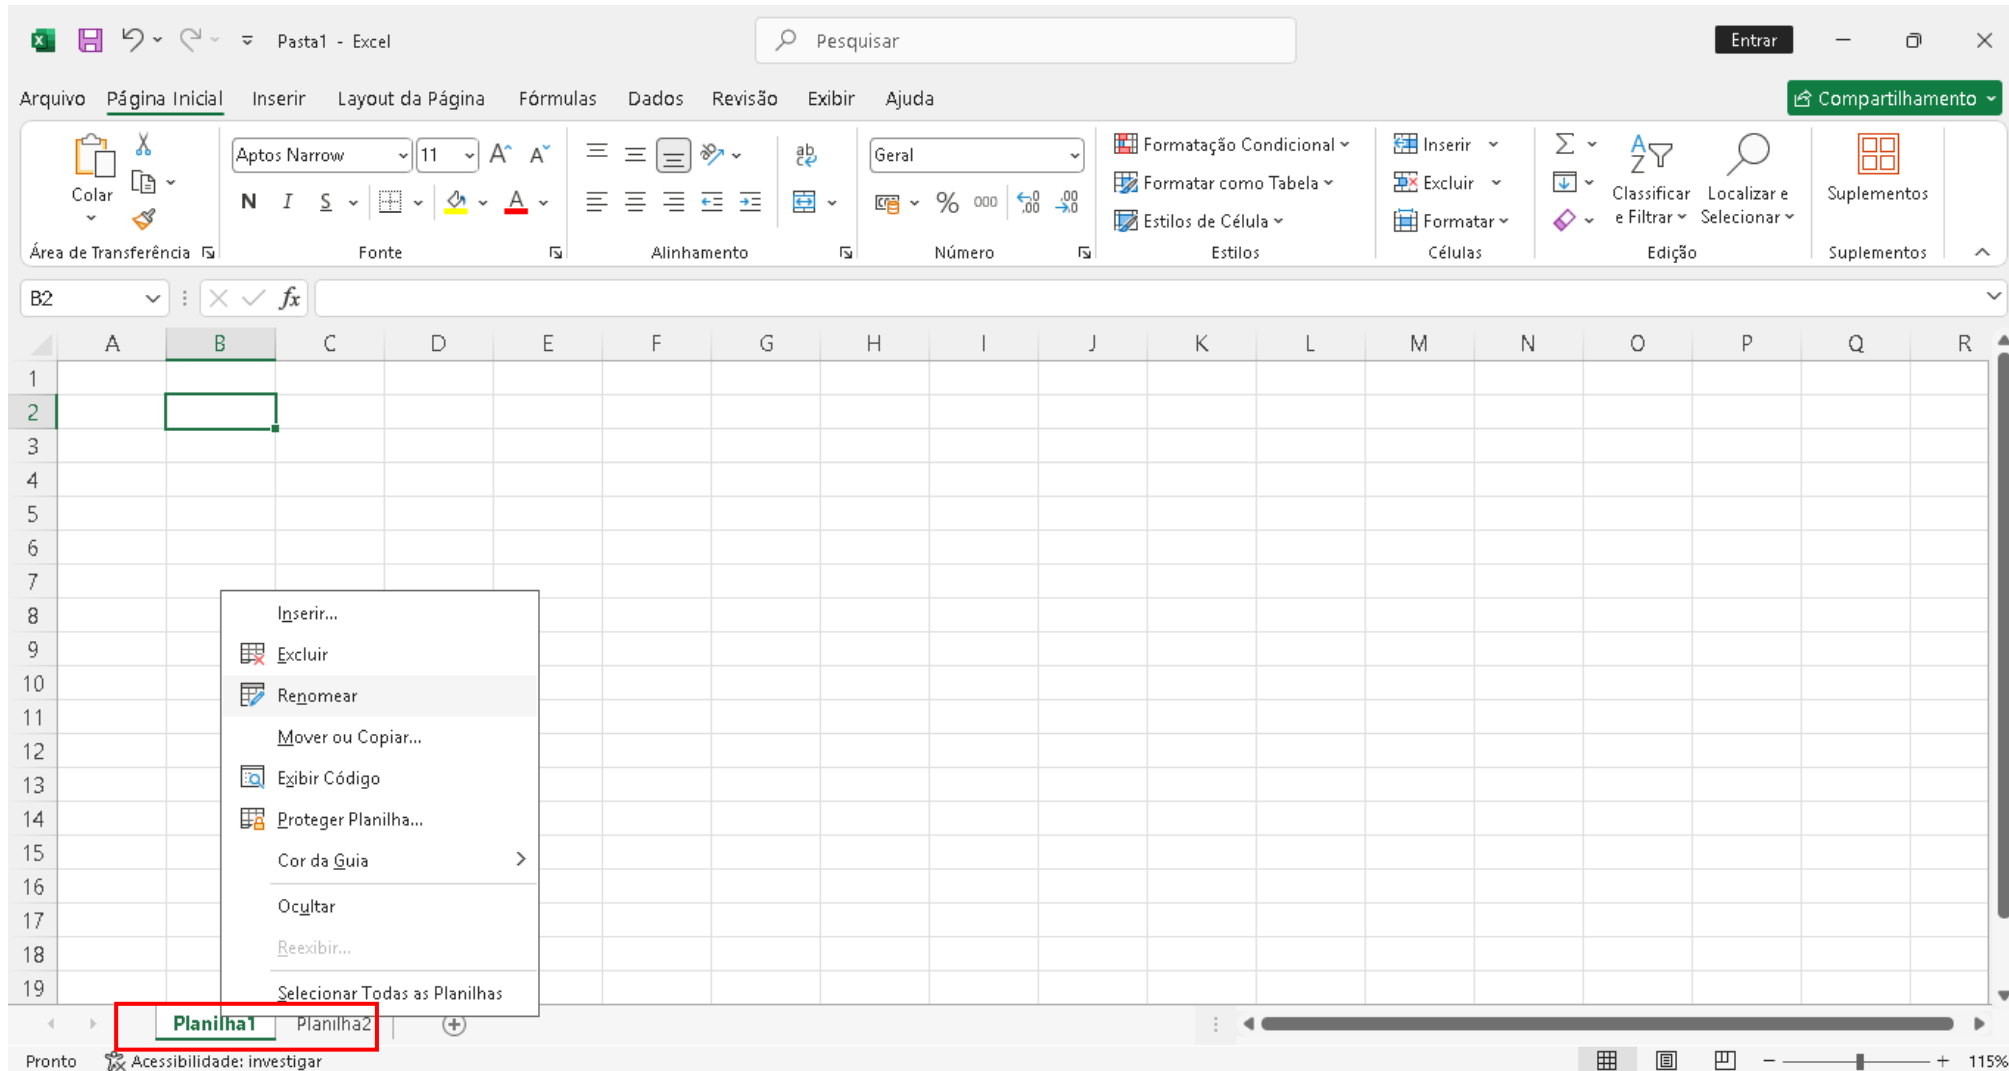 Pasta1 - Excel
Pesquisar
Entrar
Arquivo Página Inicial Inserir Layout da Página Fórmulas Dados Revisão Exibir Ajuda
Compartilhamento
Colar
Área de Transferência
Aptos Narrow 11
N I S
Fonte
ab
Alinhamento
Geral
% 000
Número
Formatação Condicional
Formatar como Tabela
Estilos de Célula
Estilos
Inserir
Excluir
Formatar
Células
Classificar
e Filtrar
Localizar e
Selecionar
Edição
Suplementos
Suplementos
B2
fx
A B C D E F G H I J K L M N O P Q R
1
2
3
4
5
6
7
8
9
10
11
12
13
14
15
16
17
18
19
Inserir...
Excluir
Renomear
Mover ou Copiar...
Exibir Código
Proteger Planilha...
Cor da Guia
Ocultar
Reexibir...
Selecionar Todas as Planilhas
Planilha1 Planilha2
Pronto Acessibilidade: investigar
115%